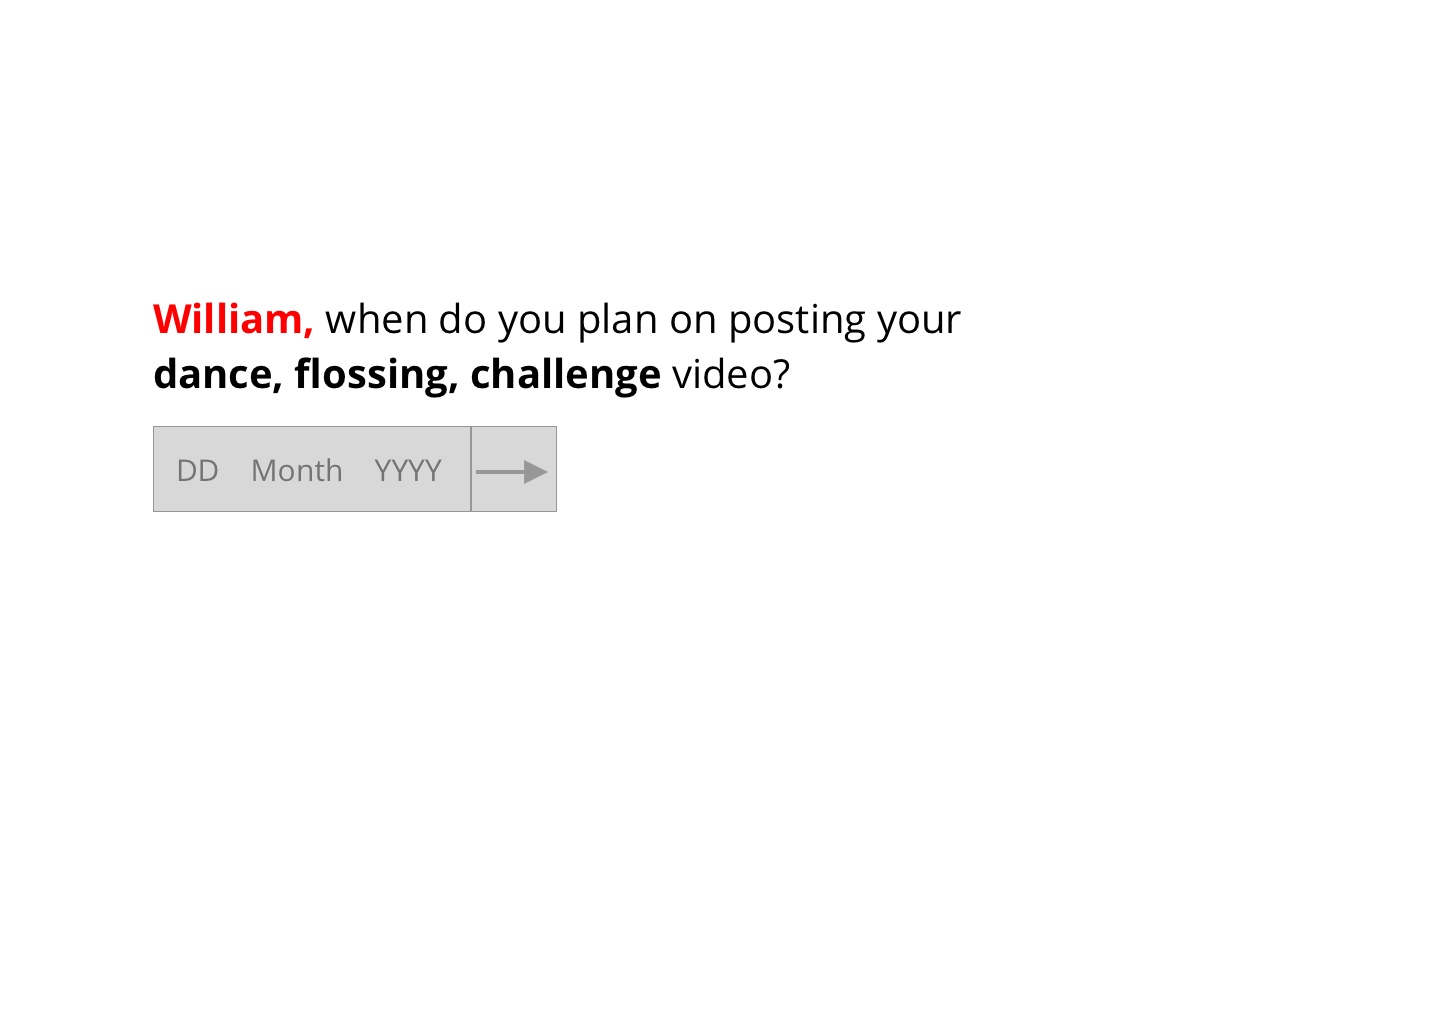 William, when do you plan on posting your
dance, flossing, challenge video?
DD Month YYYY